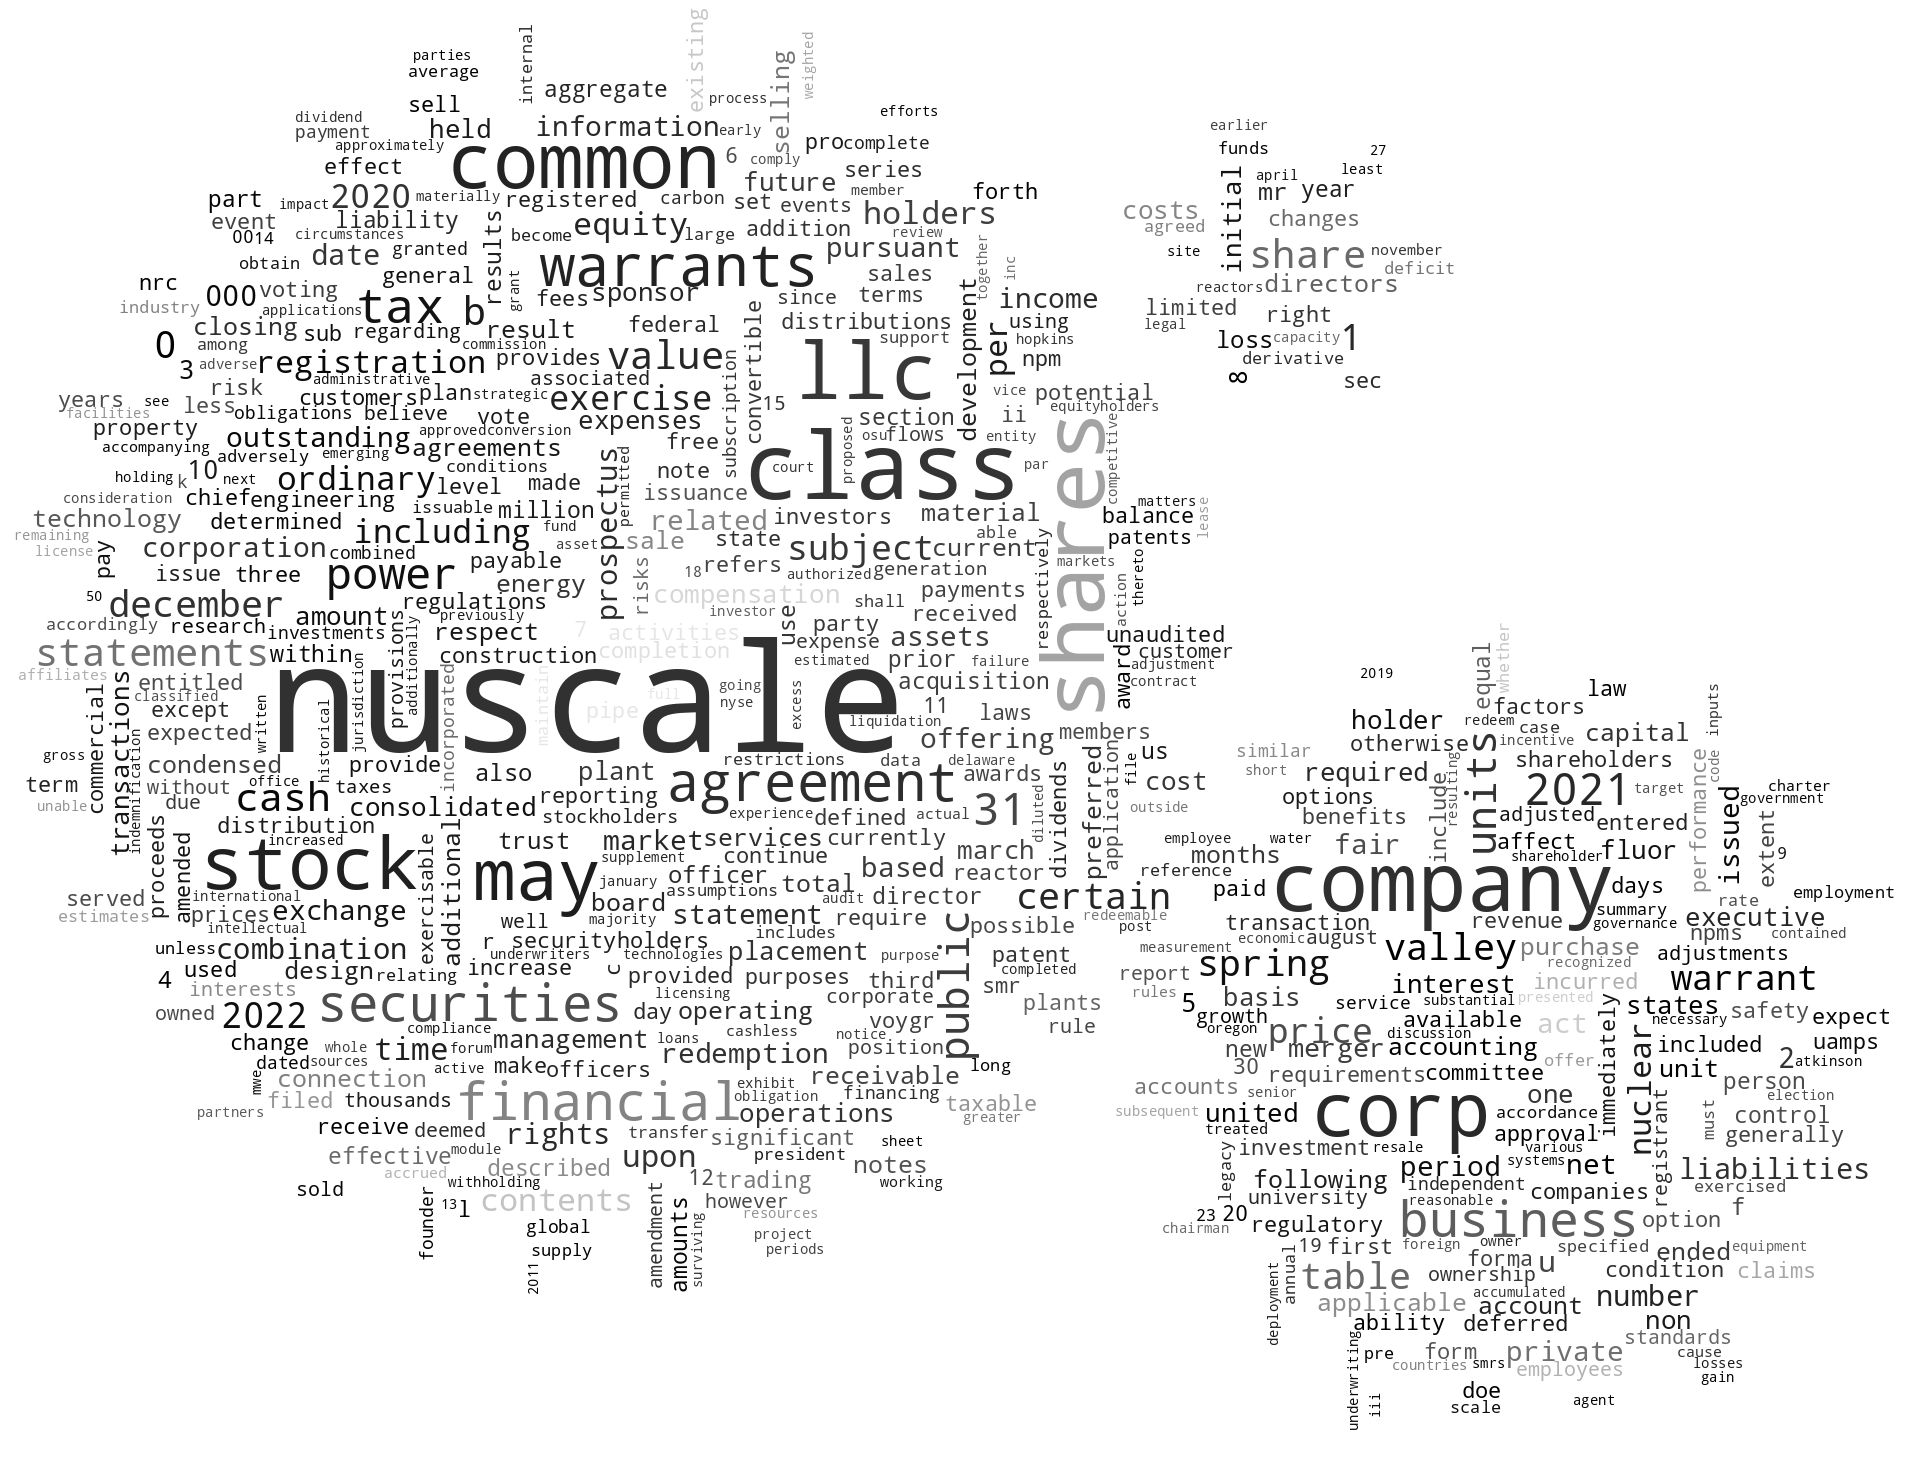 parties
average
internal
existing
selling
weighted
aggregate
process
sell
efforts
dividend
payment
held
information
early
pro
complete
earlier
approximately
common
6
comply
funds
27
effect
series
april
least
2020
materially
future
member
forth
initial
mr
year
part
impact
registered
carbon
set
events
holders
costs
changes
event
liability
results
equity
large
addition
review
agreed
0014
circumstances
become
date
granted
pursuant
together
site
share
november
obtain
warrants
inc
deficit
nrc
general
grant
sales
reactors
directors
000
voting
tax
b
fees
sponsor
since
terms
development
income
limited
industry
applications
convertible
distributions
using
legal
right
closing
sub
regarding
result
federal
support
per
hopkins
loss
capacity
1
0
among
commission
llc
npm
derivative
3
adverse
registration
provides
value
subscription
8
sec
administrative
associated
risk
customers
plan
strategic
exercise
vice
potential
years
see
less
15
equityholders
facilities
obligations
believe
vote
expenses
section
ii
property
outstanding
approved
conversion
free
class
osu
flows
entity
shares
competitive
accompanying
adversely
emerging
agreements
prospectus
permitted
court
proposed
par
holding
k
10
next
ordinary
conditions
note
level
made
consideration
chief
engineering
issuable
million
issuance
matters
lease
technology
determined
including
fund
related
investors
material
balance
remaining
able
patents
license
pay
corporation
combined
asset
sale
state
subject
current
respectively
issue
three
power
payable
risks
18
refers
authorized
generation
markets
thereto
50
december
amount
energy
compensation
payments
action
regulations
investor
shall
received
accordingly
research
investments
provisions
additionally
previously
respect
7
activities
use
party
assets
unaudited
statements
within
construction
completion
expense
customer
equal
whether
affiliates
nuscale
maintain
estimated
prior
failure
award
adjustment
2019
entitled
incorporated
full
going
excess
acquisition
contract
law
inputs
commercial
transactions
classified
written
historical
jurisdiction
pipe
nyse
11
laws
holder
redeem
factors
except
liquidation
members
case
capital
expected
offering
us
similar
otherwise
incentive
gross
indemnification
condensed
provide
restrictions
data
delaware
application
file
shareholders
code
term
without
office
taxes
also
plant
agreement
awards
cost
short
required
units
2021
target
charter
unable
due
cash
consolidated
reporting
31
diluted
dividends
preferred
outside
options
include
resulting
performance
government
proceeds
distribution
stockholders
experience
defined
actual
benefits
adjusted
entered
issued
increased
trust
market
services
currently
employee
water
fair
affect
extent
stock
exercisable
additional
may
supplement
continue
march
months
shareholder
fluor
9
january
officer
based
reactor
reference
served
amended
international
assumptions
total
certain
paid
company
days
rate
employment
estimates
prices
exchange
board
audit
director
redeemable
summary
intellectual
well
majority
statement
require
public
possible
post
transaction
revenue
governance
executive
unless
combination
r
securityholders
includes
measurement
economic
august
npms
contained
underwriters
technologies
placement
purpose
patent
valley
purchase
4
used
design
relating
increase
c
provided
purposes
third
completed
report
spring
recognized
adjustments
interests
licensing
corporate
smr
rules
interest
incurred
warrant
owned
2022
securities
day
operating
plants
5
basis
service
substantial
presented
immediately
states
safety
change
compliance
management
loans
cashless
notice
voygr
rule
growth
oregon
price
available
discussion
act
necessary
expect
whole
time
forum
redemption
position
new
merger
accounting
nuclear
included
uamps
dated
sources
active
make
officers
long
30
offer
2
atkinson
mwe
connection
exhibit
receivable
accounts
requirements
committee
unit
person
filed
thousands
financial
obligation
financing
taxable
senior
one
registrant
election
partners
operations
greater
subsequent
united
corp
accordance
must
control
receive
deemed
rights
transfer
significant
sheet
treated
approval
generally
effective
module
upon
president
legacy
investment
resale
various
accrued
described
notes
period
systems
net
liabilities
sold
withholding
12
trading
working
following
independent
exercised
founder
13
l
contents
amendment
amounts
surviving
however
university
reasonable
companies
resources
23
20
f
global
project
chairman
regulatory
business
option
supply
periods
19
first
foreign
owner
specified
ended
equipment
2011
annual
forma
u
deployment
table
ownership
condition
claims
applicable
accumulated
account
number
ability
deferred
non
underwriting
standards
pre
form
private
cause
countries
smrs
employees
losses
gain
doe
iii
scale
agent